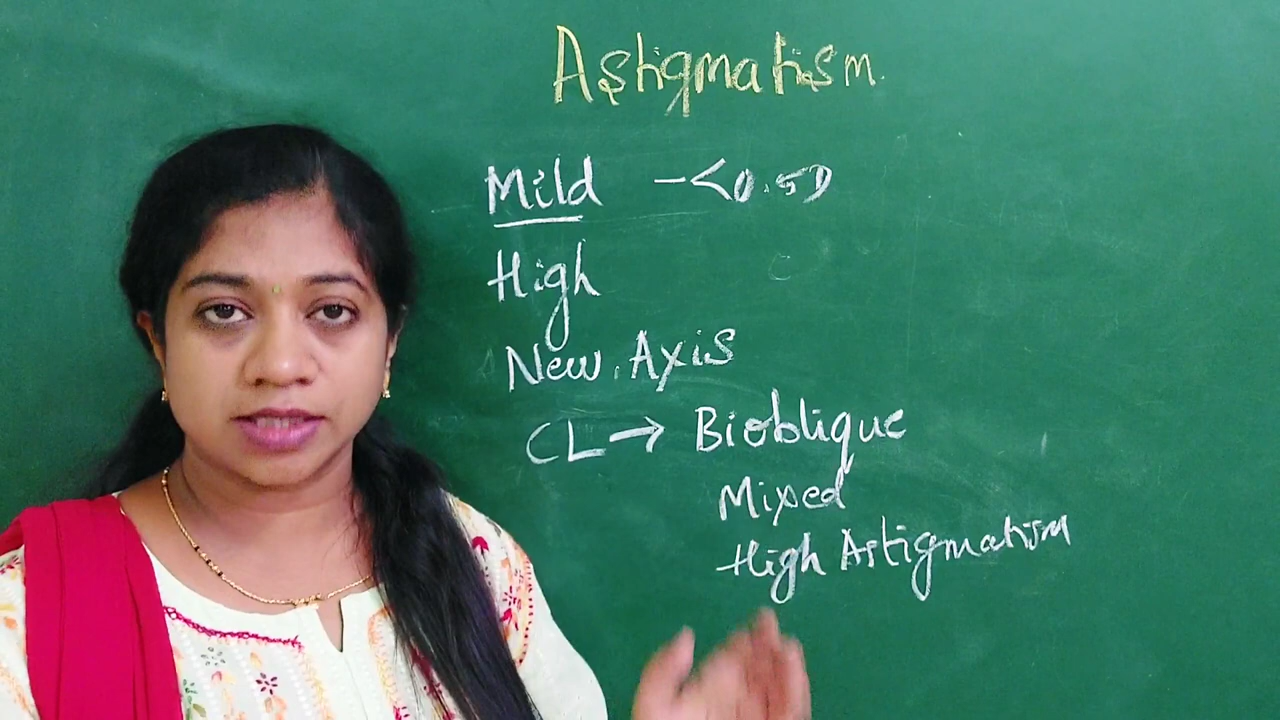 Astigmatism.
Mild - <0.5D
High
New Axis
CL → Bioblique
Mixed
High Astigmatism